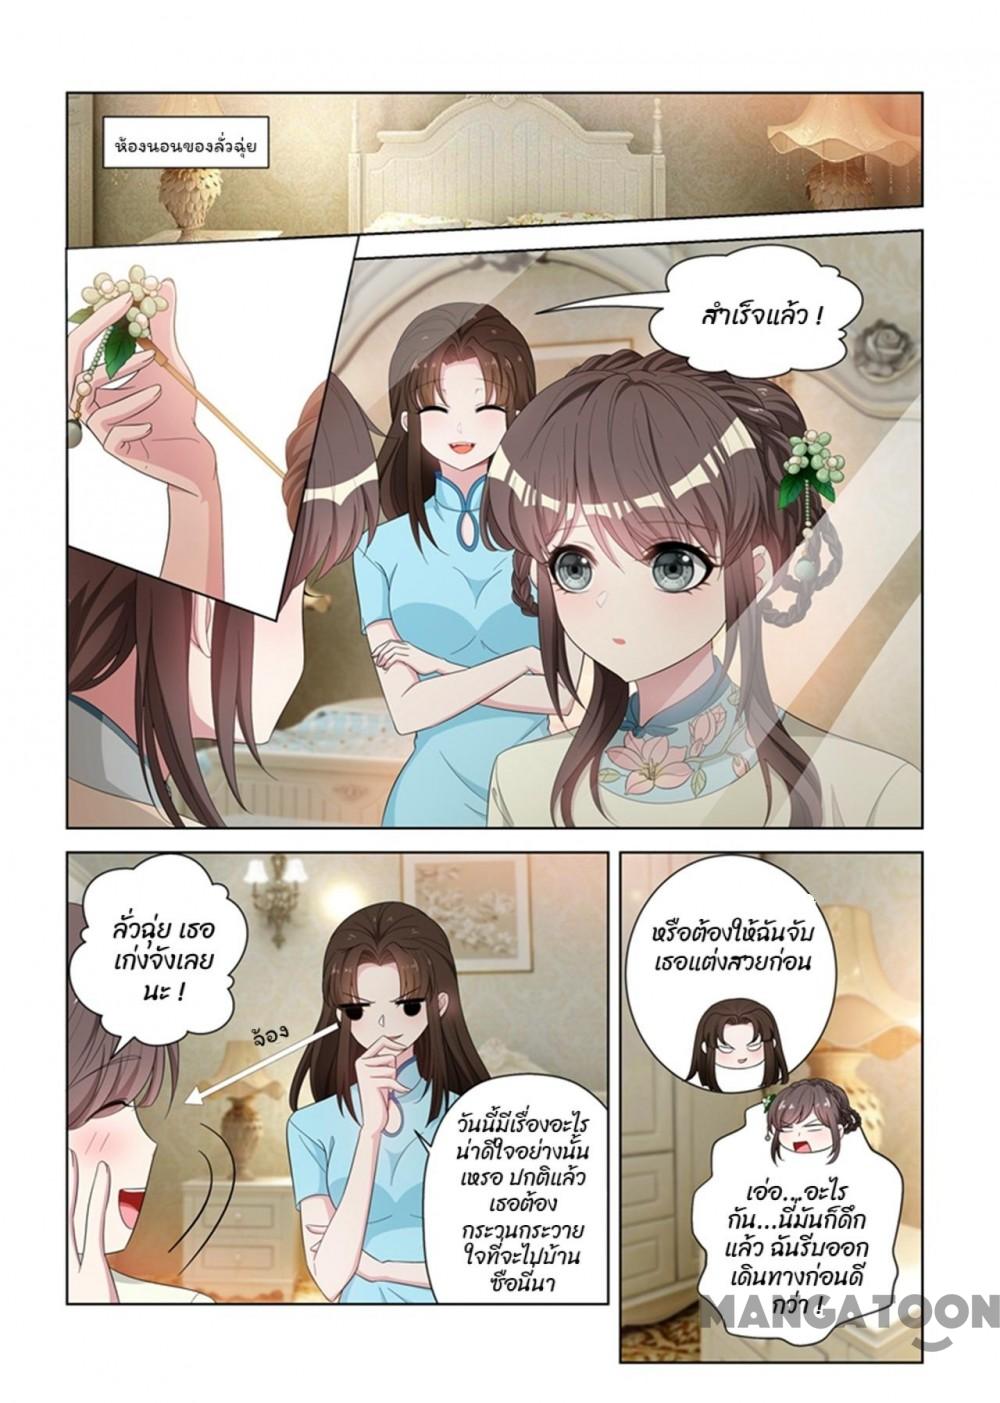 ห้องนอนของลั่วฉุ่ย
สำเร็จแล้ว !
ลั่วฉุ่ย เธอ
เก่งจังเลย
นะ !
จ้อง
วันนี้มีเรื่องอะไร
น่าดีใจอย่างนั้น
เหรอ ปกติแล้ว
เธอต้อง
กระวนกระวาย
ใจที่จะไปบ้าน
ซือนี่นา
หรือต้องให้ฉันจับ
เธอแต่งสวยก่อน
เอ่อ...อะไร
กัน...นี่มันก็ดึก
แล้ว ฉันรีบออก
เดินทางก่อนดี
กว่า !
MANGATOON